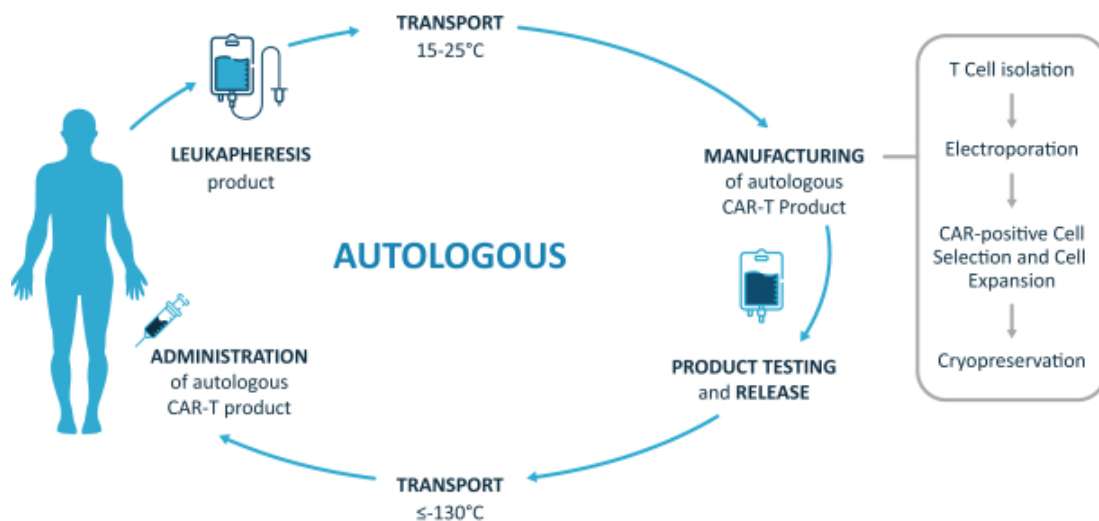 TRANSPORT
15-25°C
LEUKAPHERESIS
product
MANUFACTURING
of autologous
CAR-T Product
T Cell isolation
Electroporation
CAR-positive Cell
Selection and Cell
Expansion
Cryopreservation
AUTOLOGOUS
PRODUCT TESTING
and RELEASE
TRANSPORT
≤-130°C
ADMINISTRATION
of autologous
CAR-T product